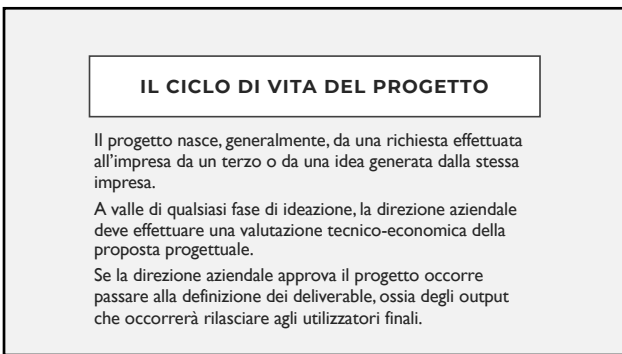 IL CICLO DI VITA DEL PROGETTO
Il progetto nasce, generalmente, da una richiesta effettuata
all'impresa da un terzo o da una idea generata dalla stessa
impresa.
A valle di qualsiasi fase di ideazione, la direzione aziendale
deve effettuare una valutazione tecnico-economica della
proposta progettuale.
Se la direzione aziendale approva il progetto occorre
passare alla definizione dei deliverable, ossia degli output
che occorrerà rilasciare agli utilizzatori finali.